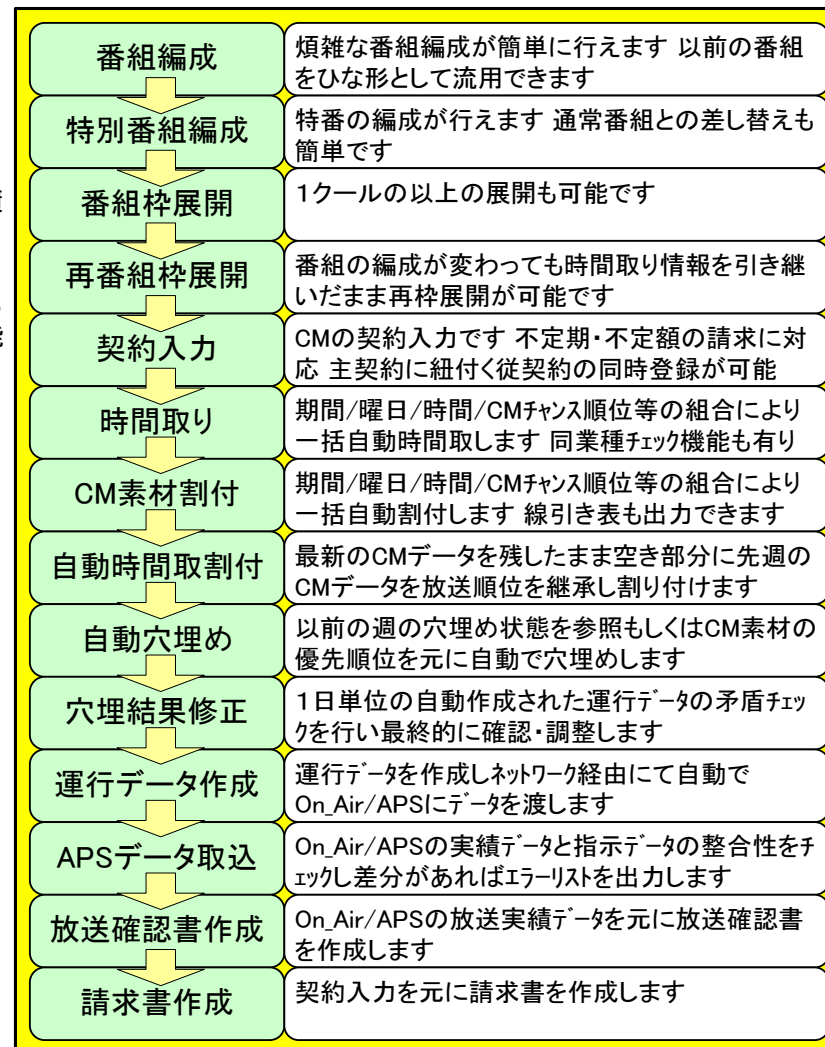 番組編成
煩雑な番組編成が簡単に行えます 以前の番組
をひな形として流用できます
特別番組編成
特番の編成が行えます 通常番組との差し替えも
簡単です
番組枠展開
１クールの以上の展開も可能です
再番組枠展開
番組の編成が変わっても時間取り情報を引き継
いだまま再枠展開が可能です
契約入力
CMの契約入力です 不定期・不定額の請求に対
応 主契約に紐付く従契約の同時登録が可能
時間取り
期間/曜日/時間/CMﾁｬﾝｽ順位等の組合により
一括自動時間取します 同業種ﾁｪｯｸ機能も有り
CM素材割付
期間/曜日/時間/CMﾁｬﾝｽ順位等の組合により
一括自動割付します 線引き表も出力できます
自動時間取割付
最新のCMデータを残したまま空き部分に先週の
CMデータを放送順位を継承し割り付けます
自動穴埋め
以前の週の穴埋め状態を参照もしくはCM素材の
優先順位を元に自動で穴埋めします
穴埋結果修正
１日単位の自動作成された運行ﾃﾞｰﾀの矛盾ﾁｪｯ
ｸを行い最終的に確認・調整します
運行データ作成
運行ﾃﾞｰﾀを作成しﾈｯﾄﾜｰｸ経由にて自動で
On_Air/APSにﾃﾞｰﾀを渡します
APSデータ取込
On_Air/APSの実績ﾃﾞｰﾀと指示ﾃﾞｰﾀの整合性をﾁ
ｪｯｸし差分があればｴﾗｰﾘｽﾄを出力します
放送確認書作成
On_Air/APSの放送実績ﾃﾞｰﾀを元に放送確認書
を作成します
請求書作成
契約入力を元に請求書を作成します